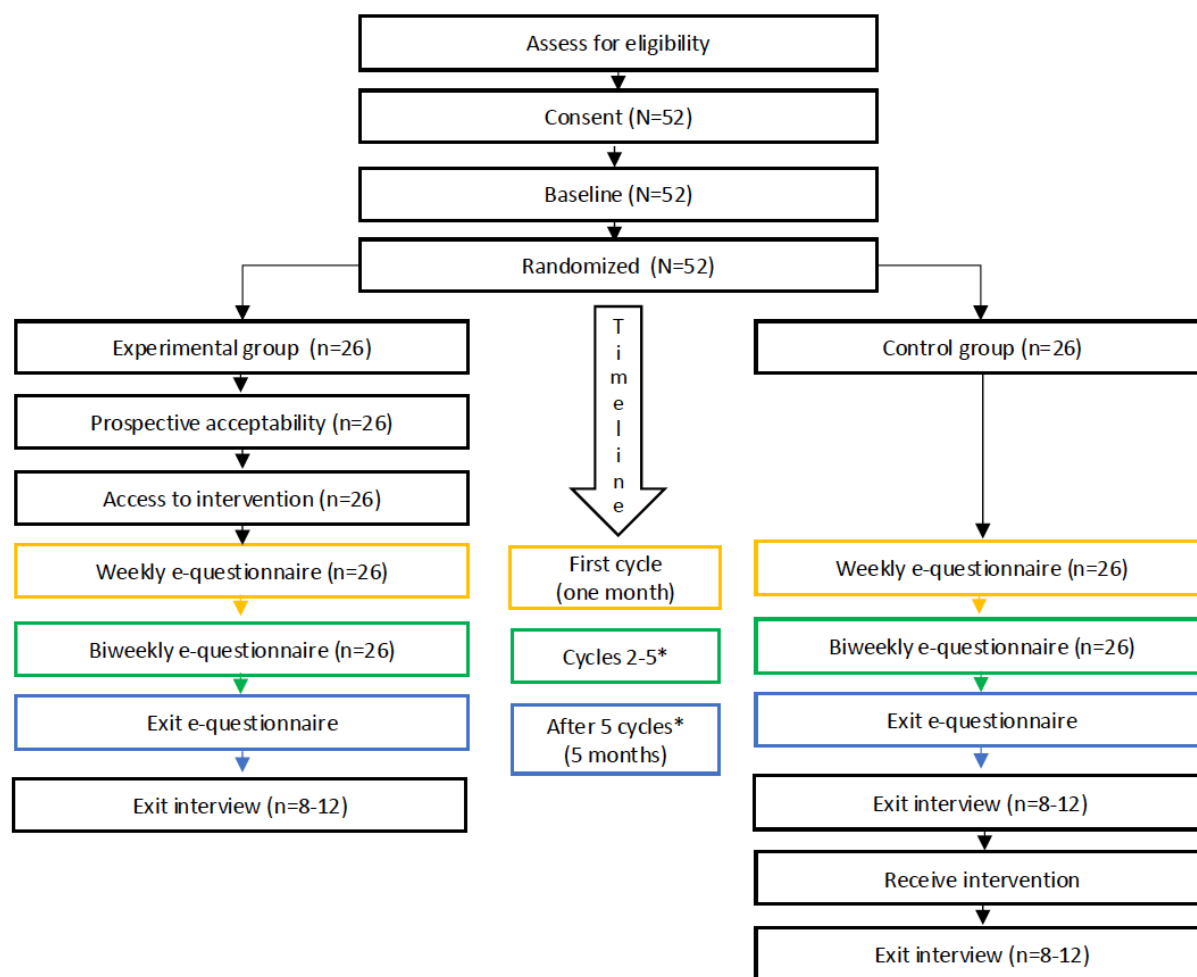 Assess for eligibility
Consent (N=52)
Baseline (N=52)
Randomized (N=52)
Experimental group (n=26)
Prospective acceptability (n=26)
Access to intervention (n=26)
Weekly e-questionnaire (n=26)
Biweekly e-questionnaire (n=26)
Exit e-questionnaire
Exit interview (n=8-12)
Timeline
First cycle
(one month)
Cycles 2-5*
After 5 cycles*
(5 months)
Control group (n=26)
Weekly e-questionnaire (n=26)
Biweekly e-questionnaire (n=26)
Exit e-questionnaire
Exit interview (n=8-12)
Receive intervention
Exit interview (n=8-12)